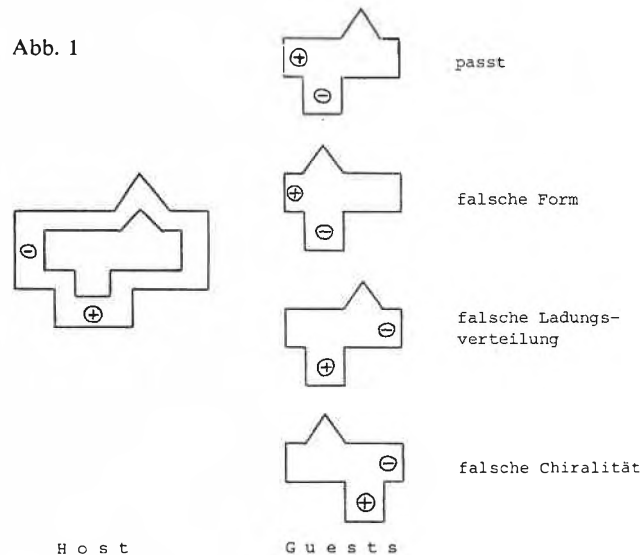 Abb. 1
passt
falsche Form
falsche Ladungs-
verteilung
falsche Chiralität
Host
Guests